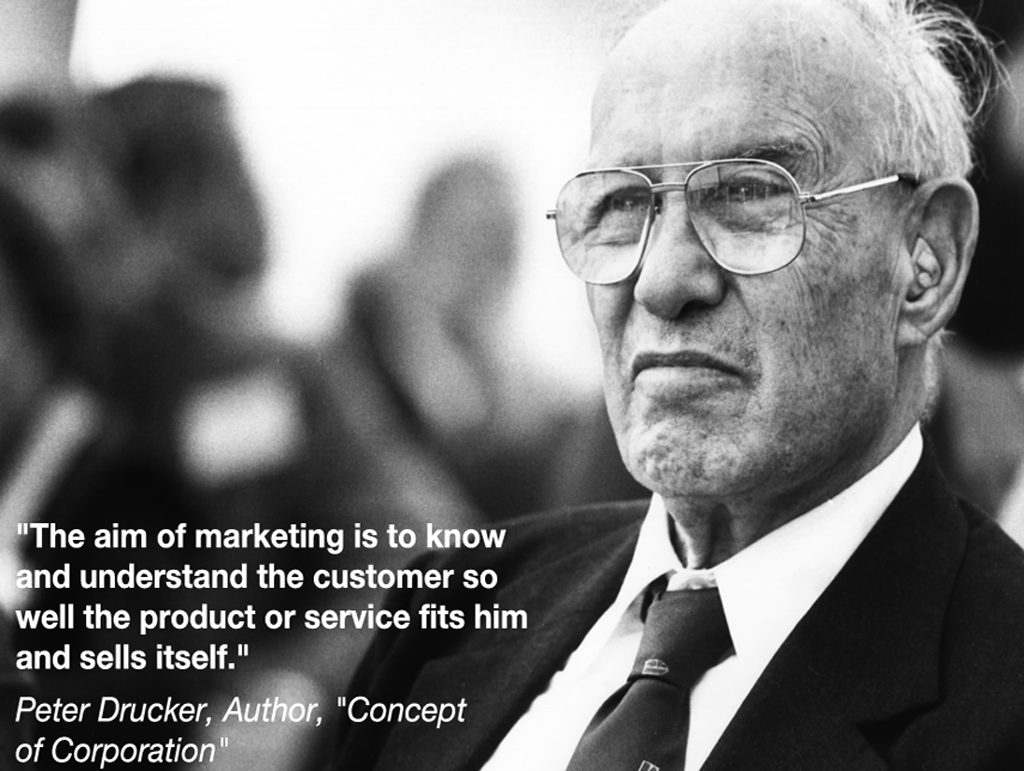 "The aim of marketing is to know
and understand the customer so
well the product or service fits him
and sells itself."
Peter Drucker, Author, "Concept
of Corporation"